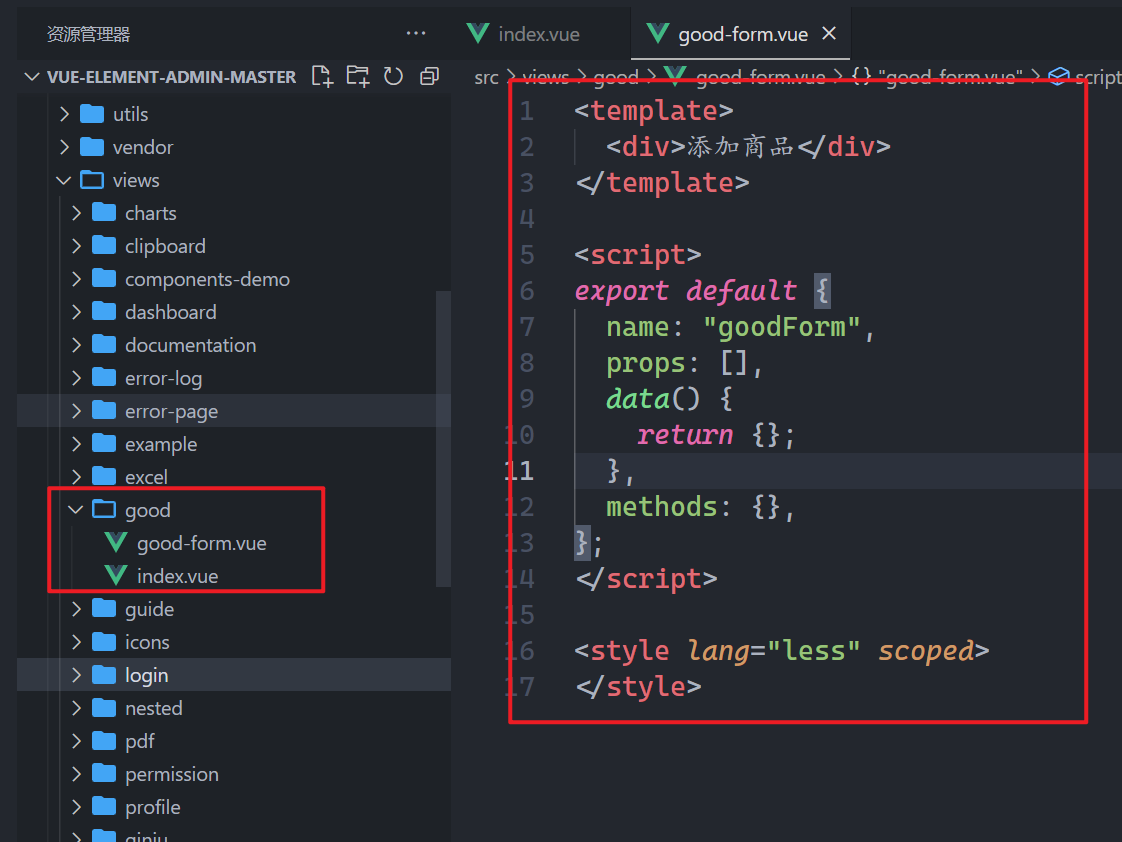 资源管理器 ···
index.vue
good-form.vue ×
VUE-ELEMENT-ADMIN-MASTER
src > views > good > good-form.vue > {} "good-form.vue" > script
utils
vendor
views
charts
clipboard
components-demo
dashboard
documentation
error-log
error-page
example
excel
good
good-form.vue
index.vue
guide
icons
login
nested
pdf
permission
profile
qiniu
1 <template>
2 <div>添加商品</div>
3 </template>
4
5 <script>
6 export default {
7 name: "goodForm",
8 props: [],
9 data() {
10 return {};
11 },
12 methods: {},
13 };
14 </script>
15
16 <style lang="less" scoped>
17 </style>